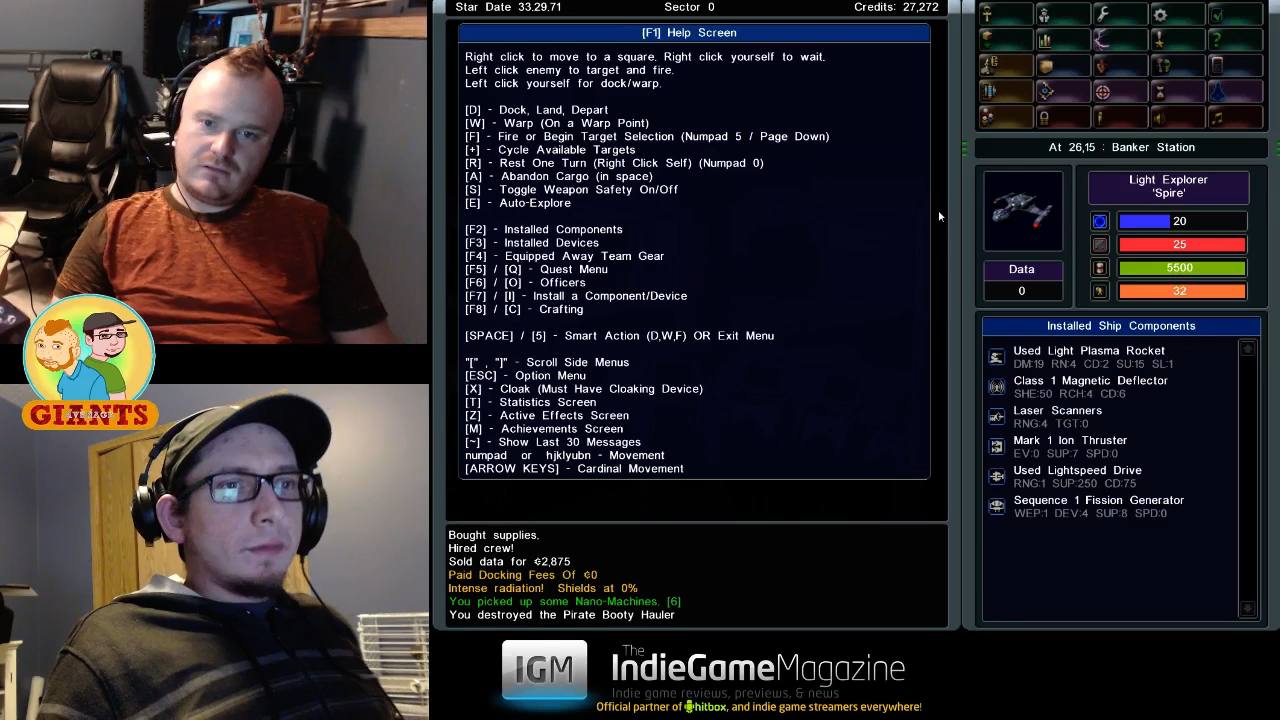 Star Date 33.29.71
Sector 0
Credits: 27,272
[F1] Help Screen
Right click to move to a square. Right click yourself to wait.
Left click enemy to target and fire.
Left click yourself for dock/warp.
[D] - Dock, Land, Depart
[W] - Warp (On a Warp Point)
[F] - Fire or Begin Target Selection (Numpad 5 / Page Down)
[+] - Cycle Available Targets
[R] - Rest One Turn (Right Click Self) (Numpad 0)
[A] - Abandon Cargo (in space)
[S] - Toggle Weapon Safety On/Off
[E] - Auto-Explore
[F2] - Installed Components
[F3] - Installed Devices
[F4] - Equipped Away Team Gear
[F5] / [Q] - Quest Menu
[F6] / [O] - Officers
[F7] / [I] - Install a Component/Device
[F8] / [C] - Crafting
[SPACE] / [5] - Smart Action (D,W,F) OR Exit Menu
"[" , "]" - Scroll Side Menus
[ESC] - Option Menu
[X] - Cloak (Must Have Cloaking Device)
[T] - Statistics Screen
[Z] - Active Effects Screen
[M] - Achievements Screen
[~] - Show Last 30 Messages
numpad or hjklyubn - Movement
[ARROW KEYS] - Cardinal Movement
Bought supplies.
Hired crew!
Sold data for ¢2,875
Paid Docking Fees Of ¢0
Intense radiation! Shields at 0%
You picked up some Nano-Machines. [6]
You destroyed the Pirate Booty Hauler
At 26,15 : Banker Station
Light Explorer
'Spire'
20
25
5500
32
Data
0
Installed Ship Components
Used Light Plasma Rocket
DM:19 RN:4 CD:2 SU:15 SL:1
Class 1 Magnetic Deflector
SHE:50 RCH:4 CD:6
Laser Scanners
RNG:4 TGT:0
Mark 1 Ion Thruster
EV:0 SUP:7 SPD:0
Used Lightspeed Drive
RNG:1 SUP:250 CD:75
Sequence 1 Fission Generator
WEP:1 DEV:4 SUP:8 SPD:0
AVERAGE
GIANTS
IGM
The
IndieGameMagazine
Indie game reviews, previews, & news
Official partner of hitbox, and indie game streamers everywhere!